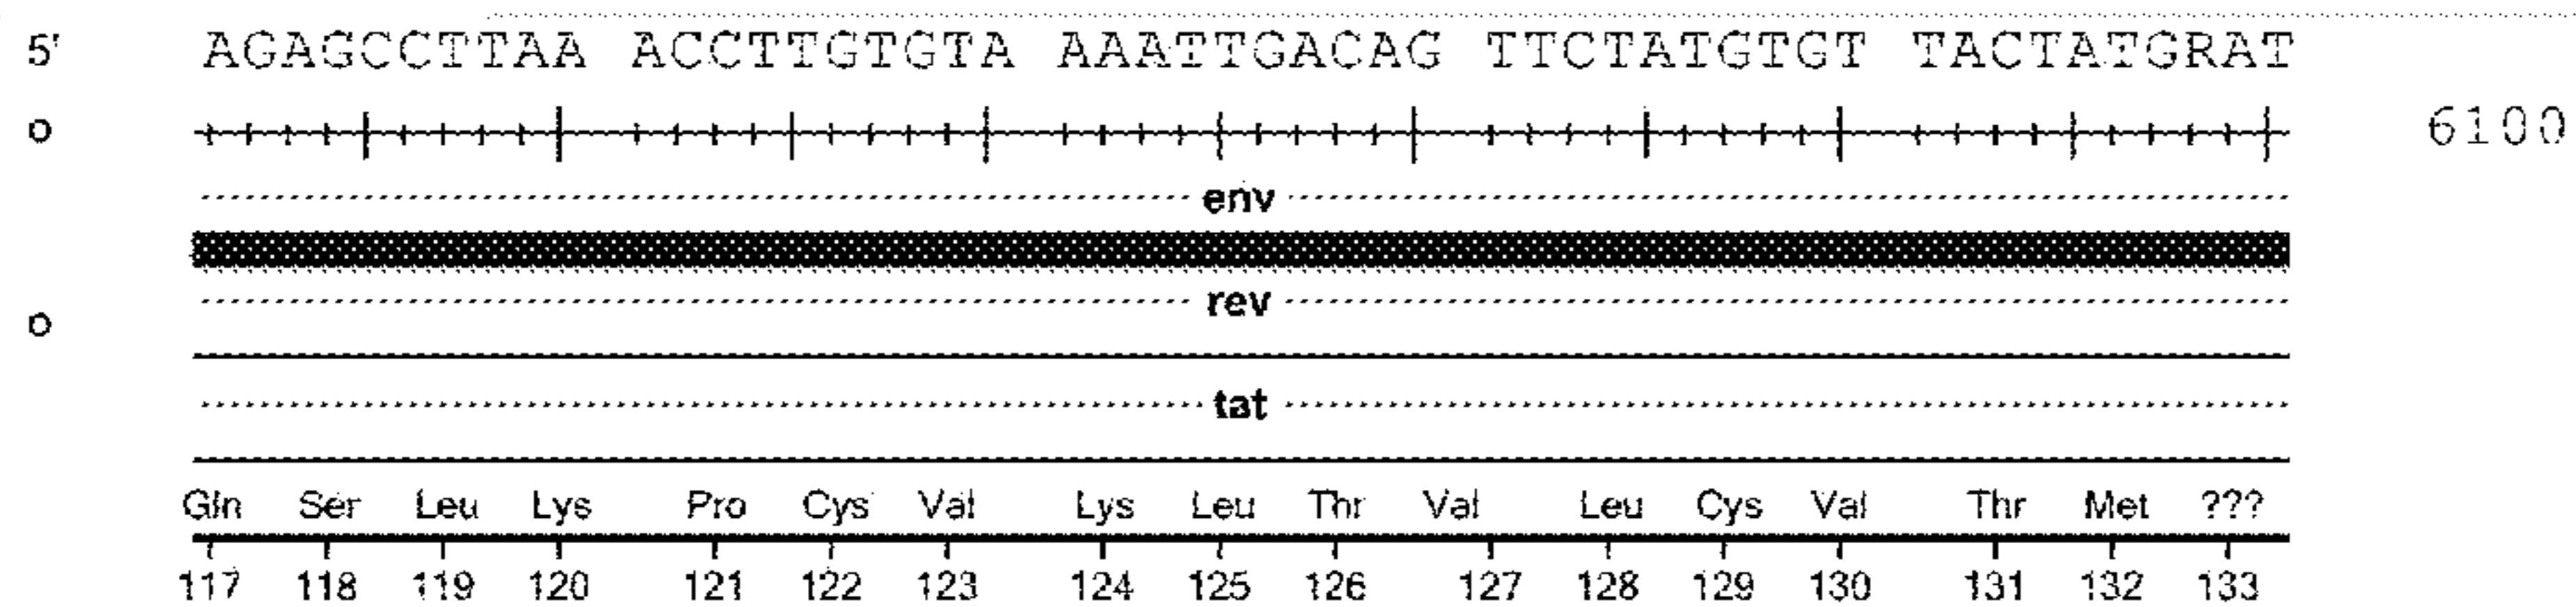 5' AGAGCCTTAA ACCTTGTGTA AAATTGACAG TTCTATGTGT TACTATGRAT
o 6100
env
rev
o
tat
Gln Ser Leu Lys Pro Cys Val Lys Leu Thr Val Leu Cys Val Thr Met ???
117 118 119 120 121 122 123 124 125 126 127 128 129 130 131 132 133